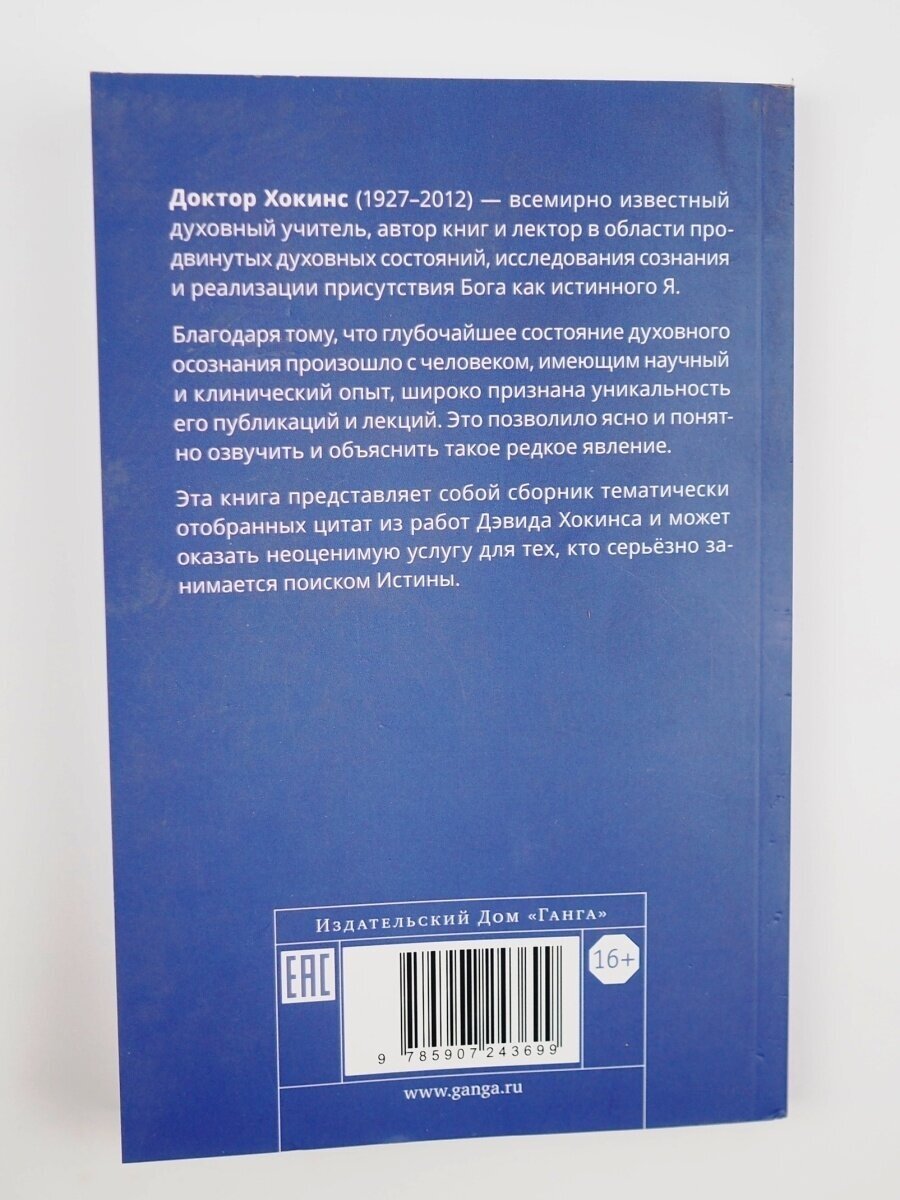 Доктор Хокинс (1927–2012) — всемирно известный
духовный учитель, автор книг и лектор в области про-
двинутых духовных состояний, исследования сознания
и реализации присутствия Бога как истинного Я.
Благодаря тому, что глубочайшее состояние духовного
осознания произошло с человеком, имеющим научный
и клинический опыт, широко признана уникальность
его публикаций и лекций. Это позволило ясно и понят-
но озвучить и объяснить такое редкое явление.
Эта книга представляет собой сборник тематически
отобранных цитат из работ Дэвида Хокинса и может
оказать неоценимую услугу для тех, кто серьёзно за-
нимается поиском Истины.
Издательский Дом «Ганга»
EAC
16+
9 785907 243699
www.ganga.ru